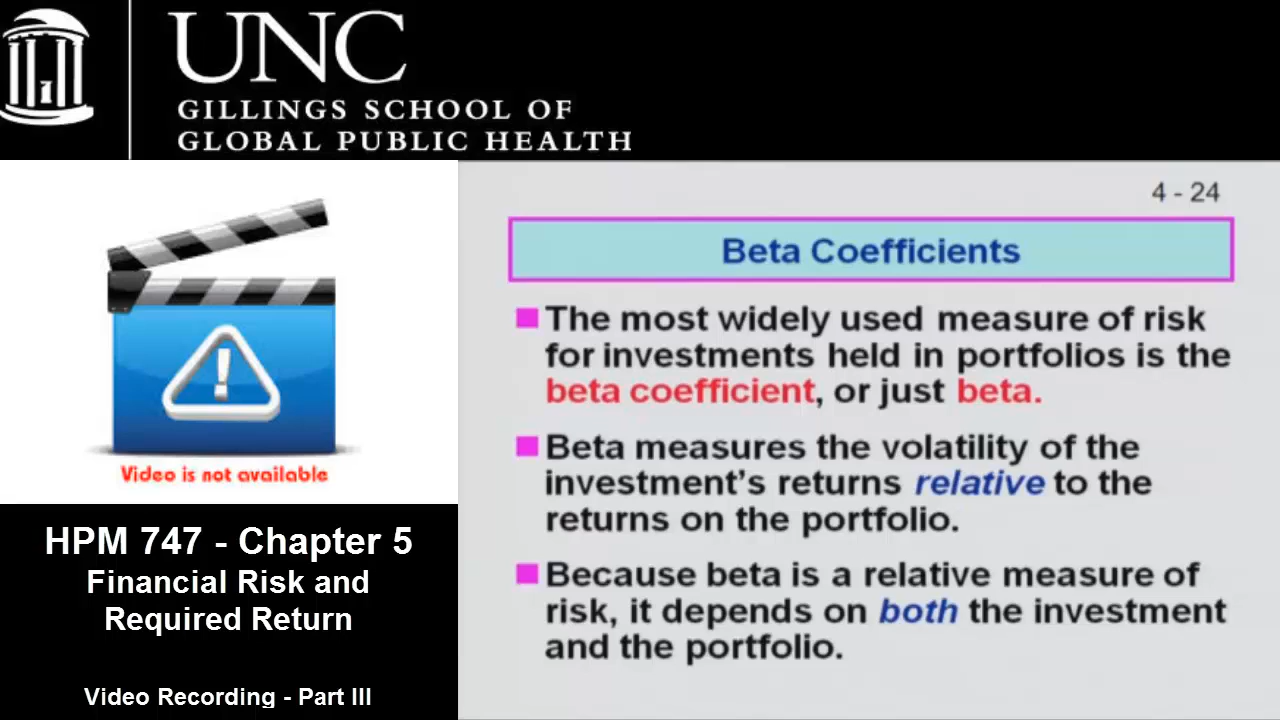 UNC
GILLINGS SCHOOL OF
GLOBAL PUBLIC HEALTH
Video is not available
HPM 747 - Chapter 5
Financial Risk and
Required Return
Video Recording - Part III
4 - 24
Beta Coefficients
The most widely used measure of risk
for investments held in portfolios is the
beta coefficient, or just beta.
Beta measures the volatility of the
investment's returns relative to the
returns on the portfolio.
Because beta is a relative measure of
risk, it depends on both the investment
and the portfolio.